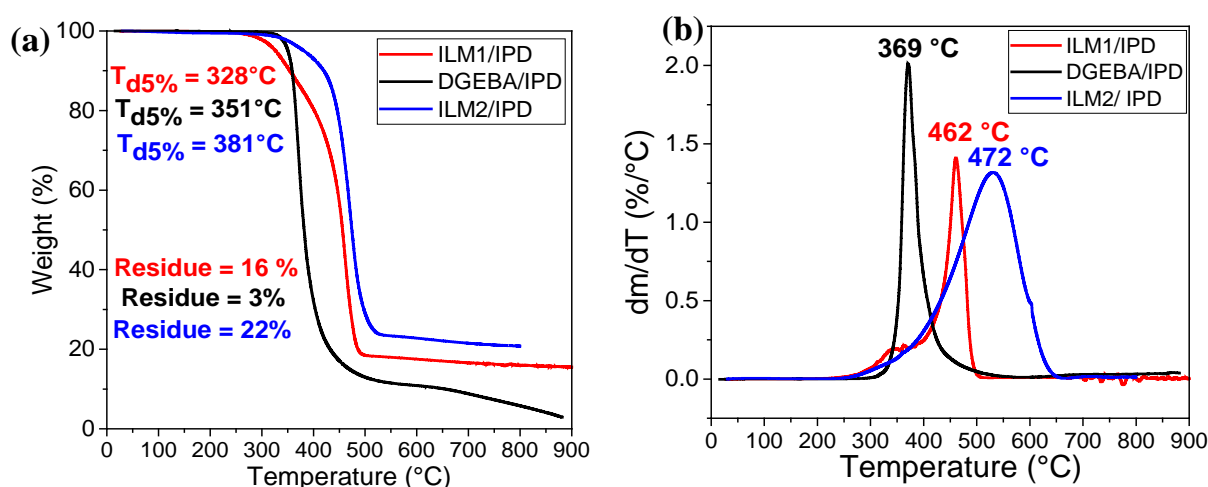 (a)
ILM1/IPD
DGEBA/IPD
ILM2/IPD
Td5% = 328°C
Td5% = 351°C
Td5% = 381°C
Residue = 16 %
Residue = 3%
Residue = 22%
Weight (%)
100
80
60
40
20
0
0 100 200 300 400 500 600 700 800 900
Temperature (°C)
(b)
ILM1/IPD
DGEBA/IPD
ILM2/ IPD
369 °C
462 °C
472 °C
dm/dT (%/°C)
2.0
1.5
1.0
0.5
0.0
0 100 200 300 400 500 600 700 800 900
Temperature (°C)